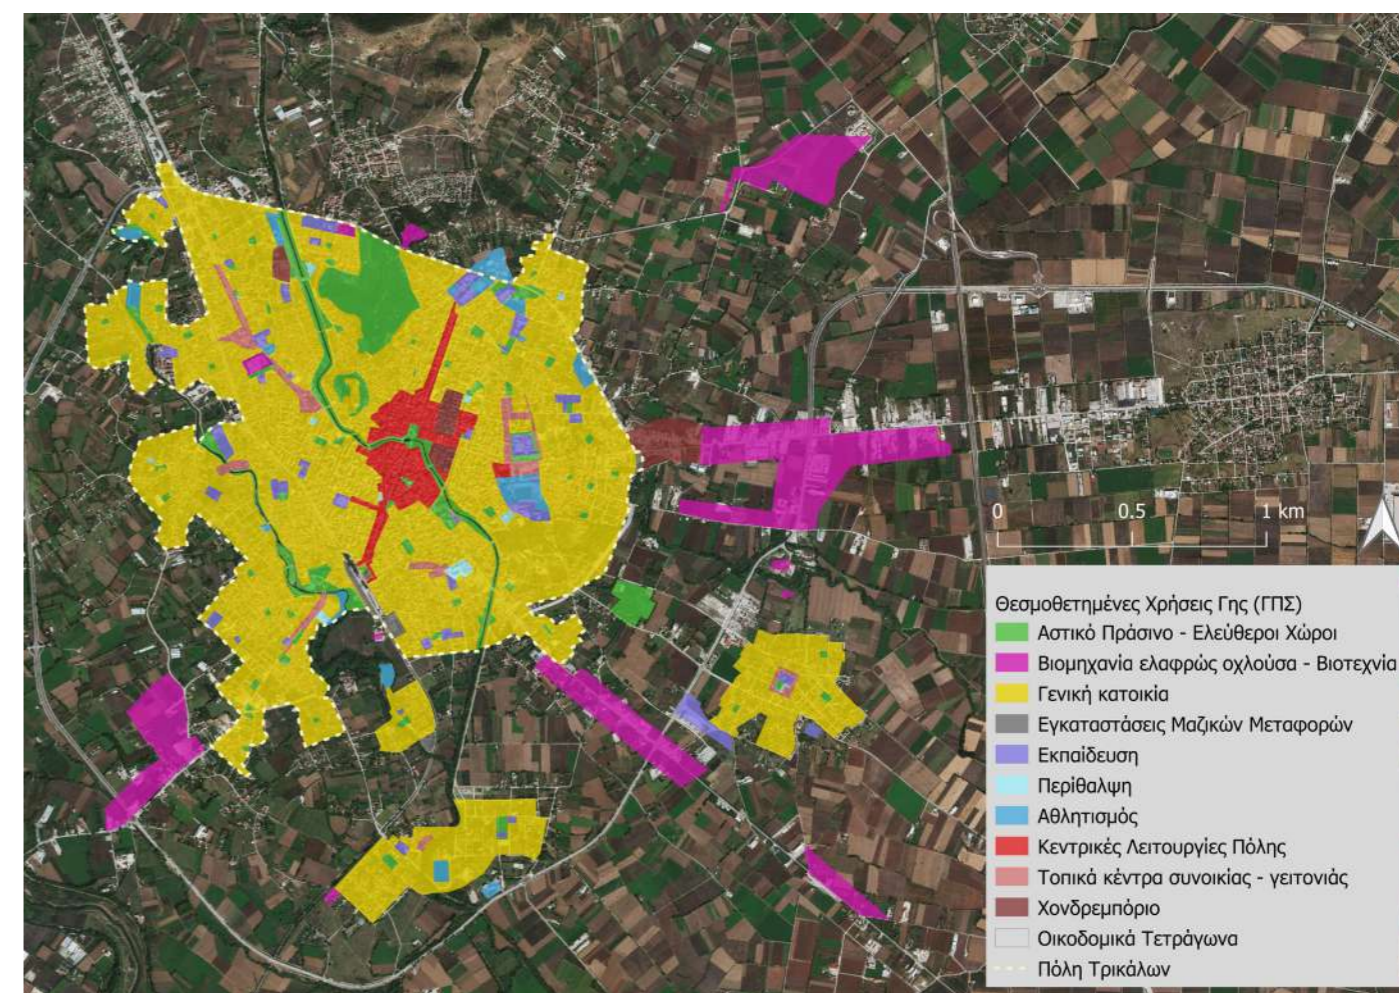 0 0.5 1 km
Θεσμοθετημένες Χρήσεις Γης (ΓΠΣ)
Αστικό Πράσινο - Ελεύθεροι Χώροι
Βιομηχανία ελαφρώς οχλούσα - Βιοτεχνία
Γενική κατοικία
Εγκαταστάσεις Μαζικών Μεταφορών
Εκπαίδευση
Περίθαλψη
Αθλητισμός
Κεντρικές Λειτουργίες Πόλης
Τοπικά κέντρα συνοικίας - γειτονιάς
Χονδρεμπόριο
Οικοδομικά Τετράγωνα
Πόλη Τρικάλων